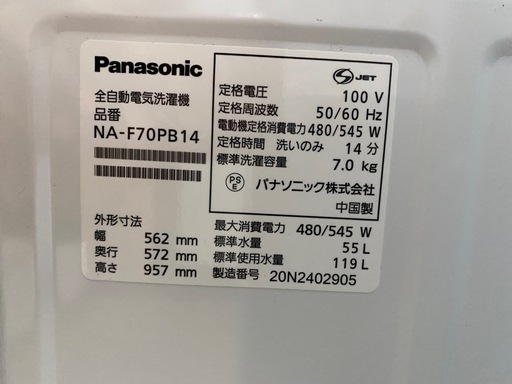 Panasonic
全自動電気洗濯機
品番
NA-F70PB14
外形寸法
幅 562 mm
奥行 572 mm
高さ 957 mm
S JET
定格電圧 100 V
定格周波数 50/60 Hz
電動機定格消費電力 480/545 W
定格時間 洗いのみ 14 分
標準洗濯容量 7.0 kg
PS E パナソニック株式会社
中国製
最大消費電力 480/545 W
標準水量 55 L
標準使用水量 119 L
製造番号 20N2402905